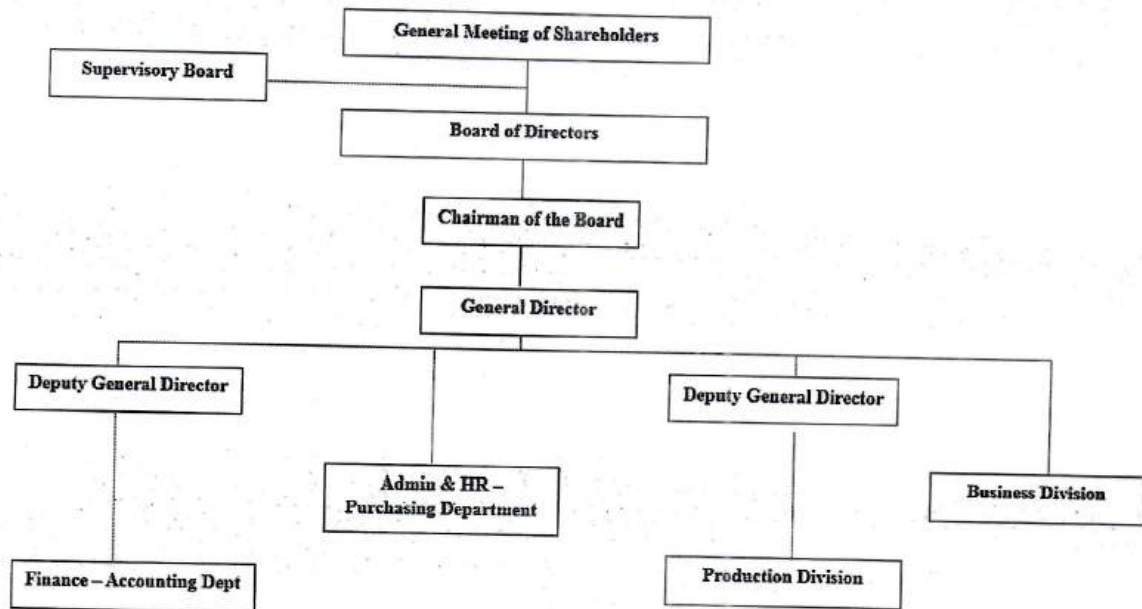 General Meeting of Shareholders
Supervisory Board
Board of Directors
Chairman of the Board
General Director
Deputy General Director
Deputy General Director
Admin & HR –
Purchasing Department
Business Division
Finance – Accounting Dept
Production Division